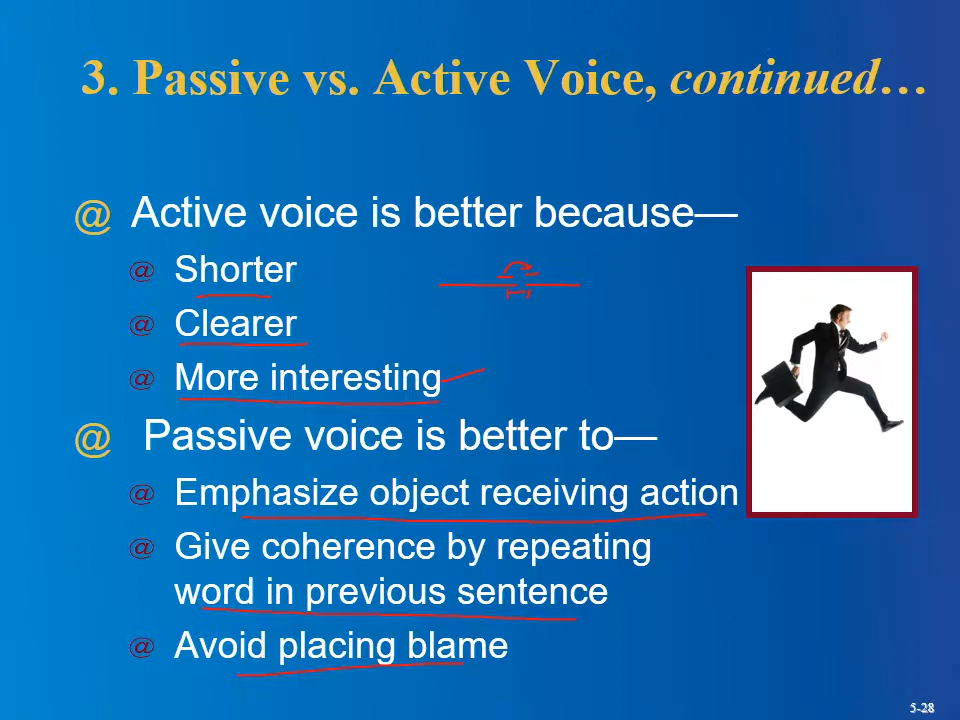 3. Passive vs. Active Voice, continued…
@ Active voice is better because—
@ Shorter
@ Clearer
@ More interesting
@ Passive voice is better to—
@ Emphasize object receiving action
@ Give coherence by repeating
word in previous sentence
@ Avoid placing blame
5-28